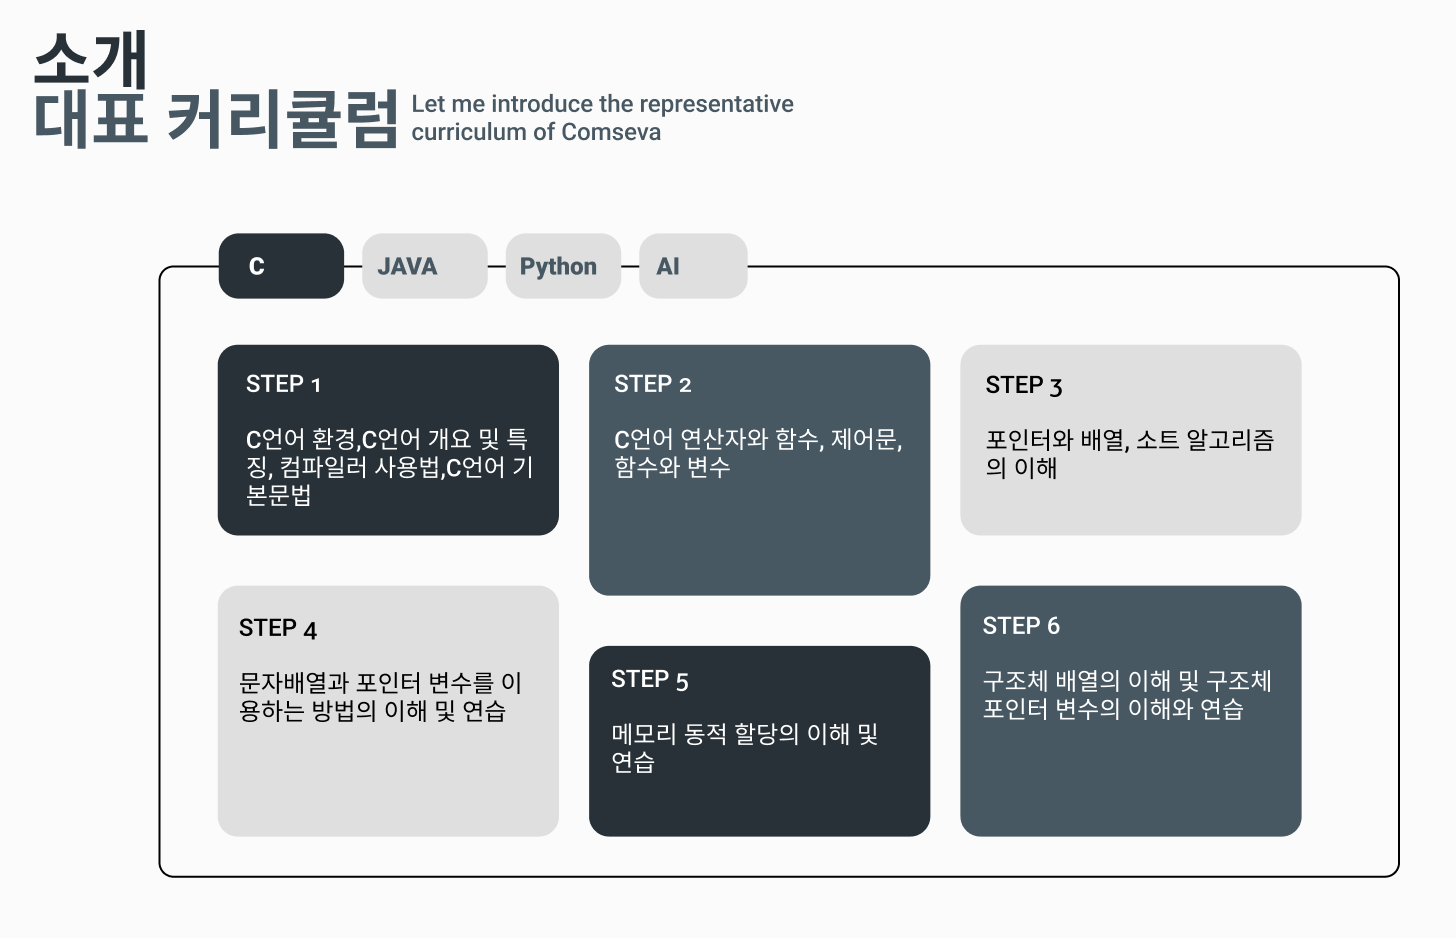 소개
대표 커리큘럼
Let me introduce the representative
curriculum of Comseva
C
JAVA
Python
AI
STEP 1
C언어 환경,C언어 개요 및 특
징, 컴파일러 사용법,C언어 기
본문법
STEP 2
C언어 연산자와 함수, 제어문,
함수와 변수
STEP 3
포인터와 배열, 소트 알고리즘
의 이해
STEP 4
문자배열과 포인터 변수를 이
용하는 방법의 이해 및 연습
STEP 5
메모리 동적 할당의 이해 및
연습
STEP 6
구조체 배열의 이해 및 구조체
포인터 변수의 이해와 연습